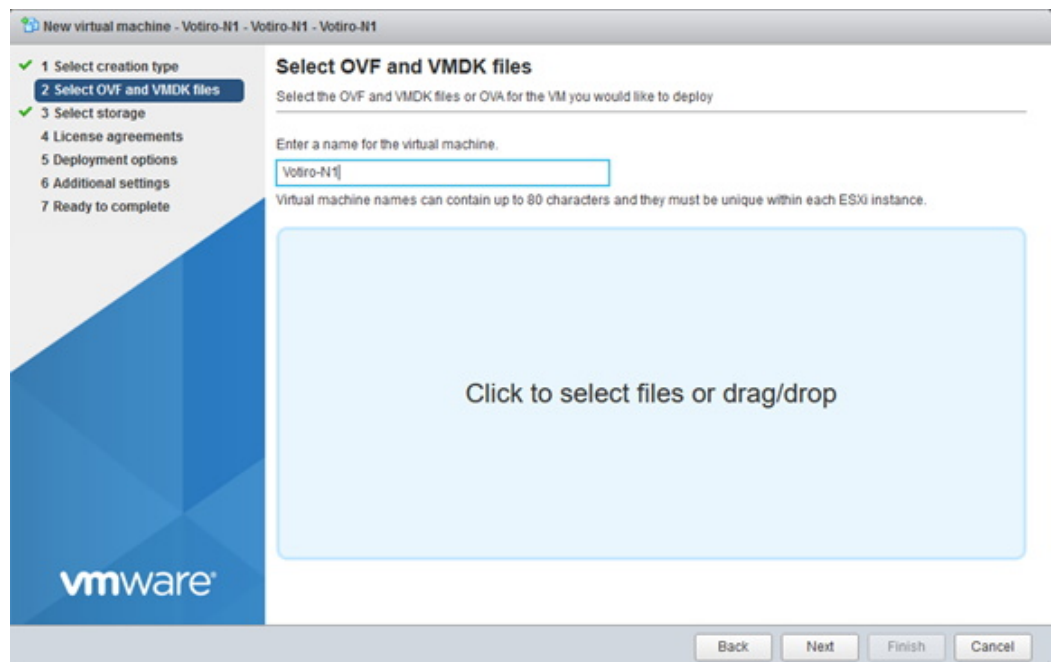 New virtual machine - Votiro-N1 - Votiro-N1 - Votiro-N1
1 Select creation type
2 Select OVF and VMDK files
3 Select storage
4 License agreements
5 Deployment options
6 Additional settings
7 Ready to complete
Select OVF and VMDK files
Select the OVF and VMDK files or OVA for the VM you would like to deploy
Enter a name for the virtual machine.
Votiro-N1
Virtual machine names can contain up to 80 characters and they must be unique within each ESXi instance.
Click to select files or drag/drop
vmware®
Back Next Finish Cancel